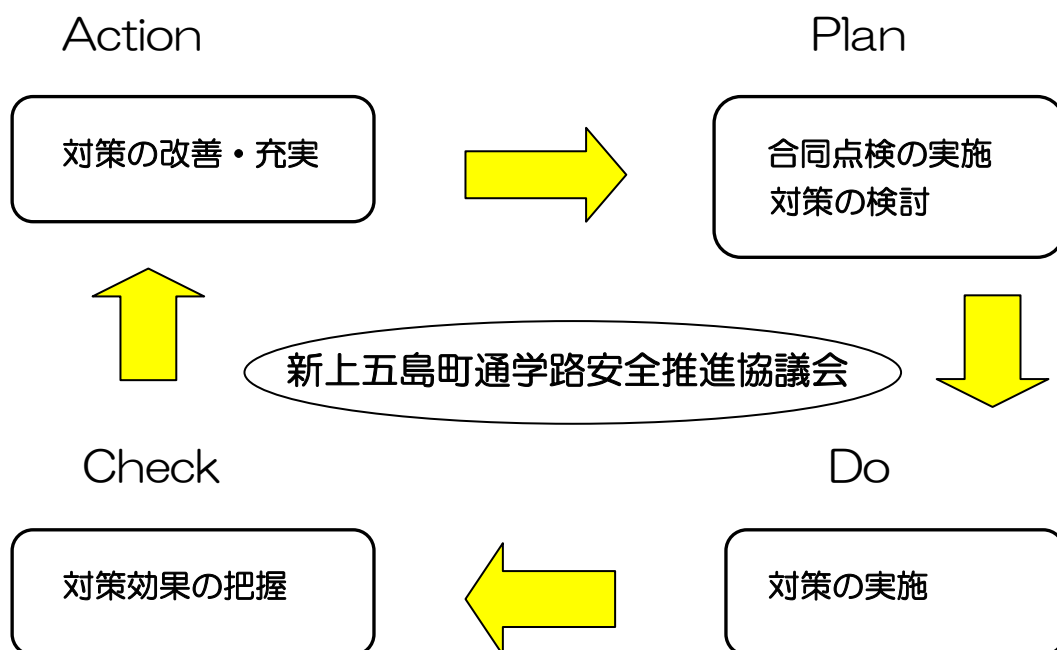 Action
Plan
対策の改善・充実
合同点検の実施
対策の検討
新上五島町通学路安全推進協議会
Check
Do
対策効果の把握
対策の実施